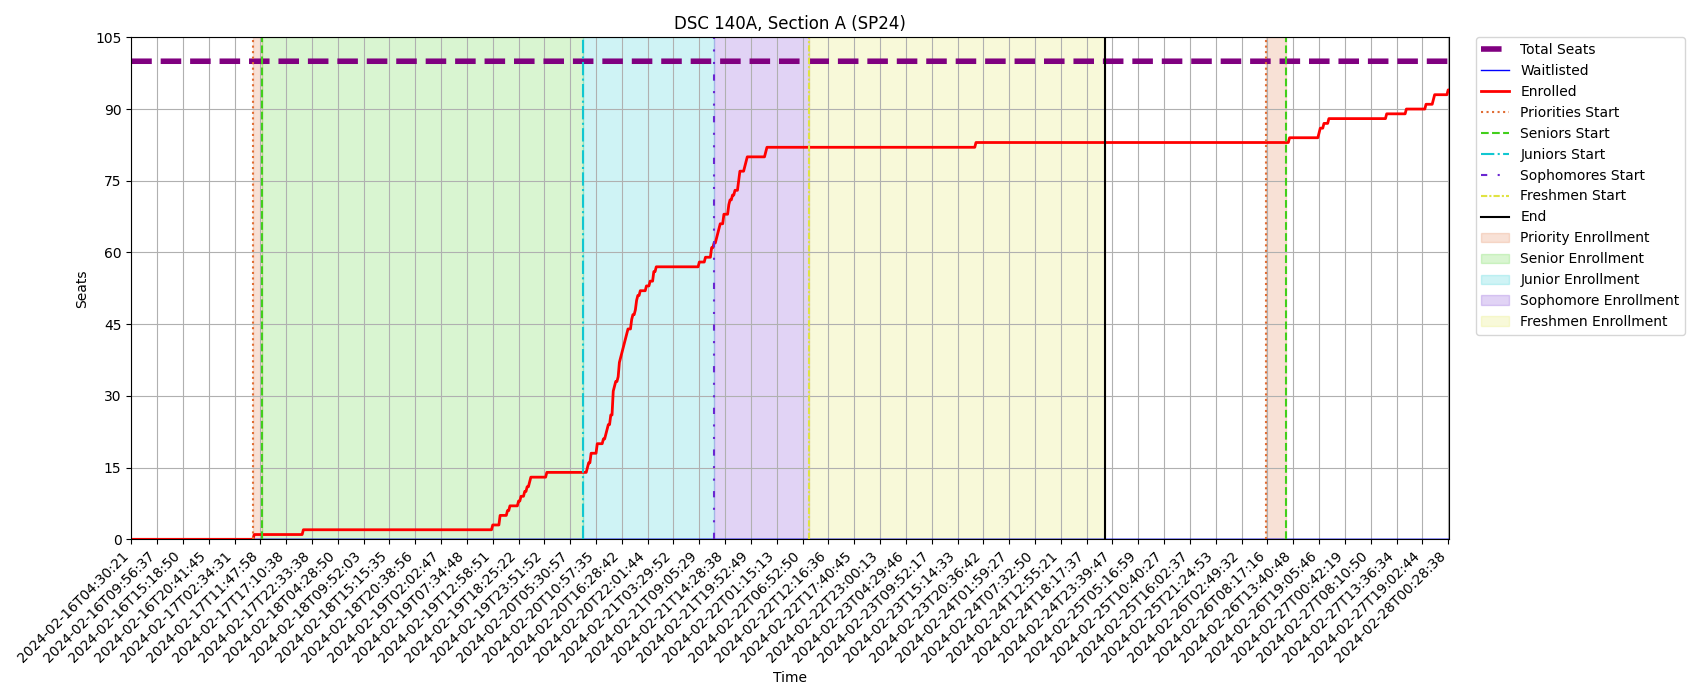 DSC 140A, Section A (SP24)
105
90
75
60
45
30
15
0
Seats
2024-02-16T04:30:21
2024-02-16T09:56:37
2024-02-16T15:18:50
2024-02-16T20:41:45
2024-02-17T02:34:31
2024-02-17T11:47:58
2024-02-17T17:10:38
2024-02-17T22:33:38
2024-02-18T04:28:50
2024-02-18T09:52:03
2024-02-18T15:15:35
2024-02-18T20:38:56
2024-02-19T02:02:47
2024-02-19T07:34:48
2024-02-19T12:58:51
2024-02-19T18:25:22
2024-02-19T23:51:52
2024-02-20T05:30:57
2024-02-20T10:57:35
2024-02-20T16:28:42
2024-02-20T22:01:44
2024-02-21T03:29:52
2024-02-21T09:05:29
2024-02-21T14:28:38
2024-02-21T19:52:49
2024-02-22T01:15:13
2024-02-22T06:52:50
2024-02-22T12:16:36
2024-02-22T17:40:45
2024-02-22T23:00:13
2024-02-23T04:29:46
2024-02-23T09:52:17
2024-02-23T15:14:33
2024-02-23T20:36:42
2024-02-24T01:59:27
2024-02-24T07:32:50
2024-02-24T12:55:21
2024-02-24T18:17:37
2024-02-24T23:39:47
2024-02-25T05:16:59
2024-02-25T10:40:27
2024-02-25T16:02:37
2024-02-25T21:24:53
2024-02-26T02:49:32
2024-02-26T08:17:16
2024-02-26T13:40:48
2024-02-26T19:05:46
2024-02-27T00:42:19
2024-02-27T08:10:50
2024-02-27T13:36:34
2024-02-27T19:02:44
2024-02-28T00:28:38
Time
Total Seats
Waitlisted
Enrolled
Priorities Start
Seniors Start
Juniors Start
Sophomores Start
Freshmen Start
End
Priority Enrollment
Senior Enrollment
Junior Enrollment
Sophomore Enrollment
Freshmen Enrollment